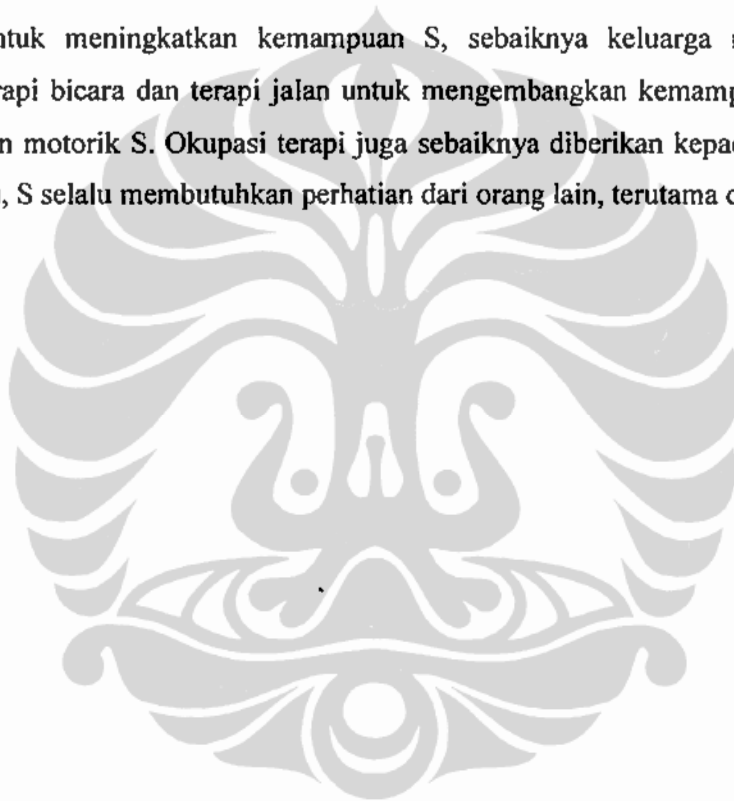 ntuk meningkatkan kemampuan S, sebaiknya keluarga
rapi bicara dan terapi jalan untuk mengembangkan kemamp
n motorik S. Okupasi terapi juga sebaiknya diberikan kepad
, S selalu membutuhkan perhatian dari orang lain, terutama